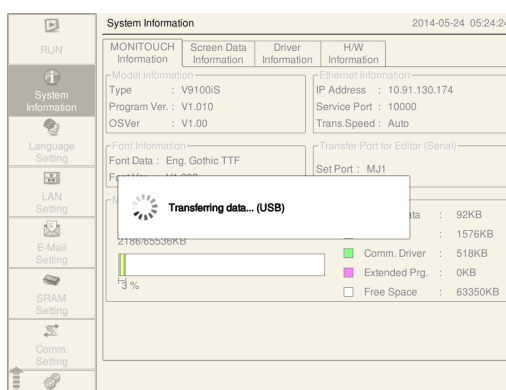 System Information 2014-05-24 05:24:24
RUN
System
Information
Language
Setting
LAN
Setting
E-Mail
Setting
SRAM
Setting
Comm.
Setting
MONITOUCH
Information
Screen Data
Information
Driver
Information
H/W
Information
Model Information
Type : V9100iS
Program Ver. : V1.010
OSVer : V1.00
Ethernet Information
IP Address : 10.91.130.174
Service Port : 10000
Trans.Speed : Auto
Font Information
Font Data : Eng. Gothic TTF
Transfer Port for Editor (Serial)
Set Port : MJ1
Transferring data... (USB)
2186/65536KB
3 %
: 92KB
: 1576KB
Comm. Driver : 518KB
Extended Prg. : 0KB
Free Space : 63350KB